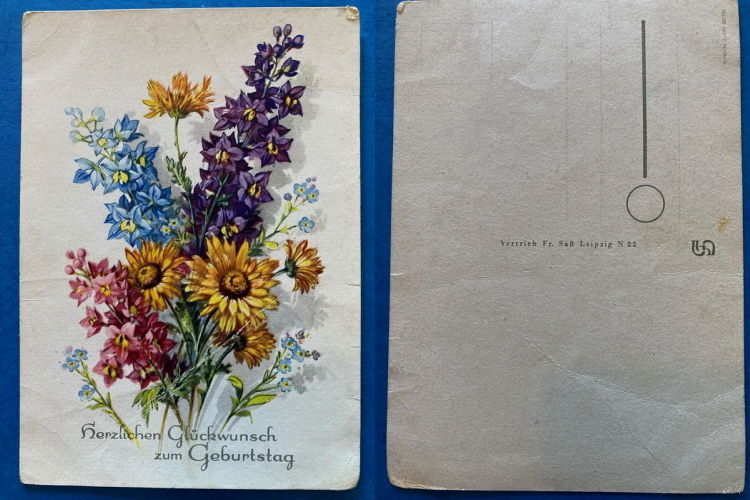 Herzlichen Glückwunsch
zum Geburtstag
Vertrieb Fr. Saß Leipzig N 22